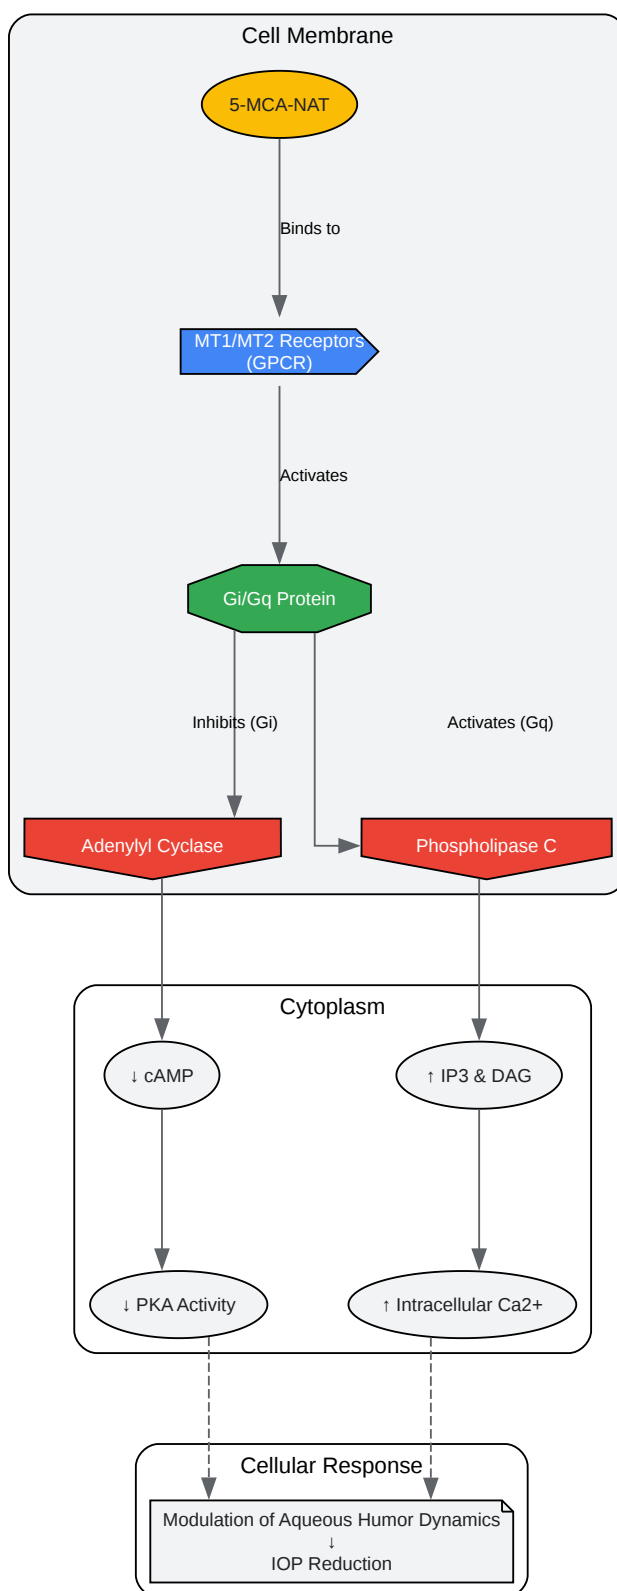 Cell Membrane
5-MCA-NAT
Binds to
MT1/MT2 Receptors
(GPCR)
Activates
Gi/Gq Protein
Inhibits (Gi)
Activates (Gq)
Adenylyl Cyclase
Phospholipase C
Cytoplasm
↓ cAMP
↑ IP3 & DAG
↓ PKA Activity
↑ Intracellular Ca2+
Cellular Response
Modulation of Aqueous Humor Dynamics
↓
IOP Reduction